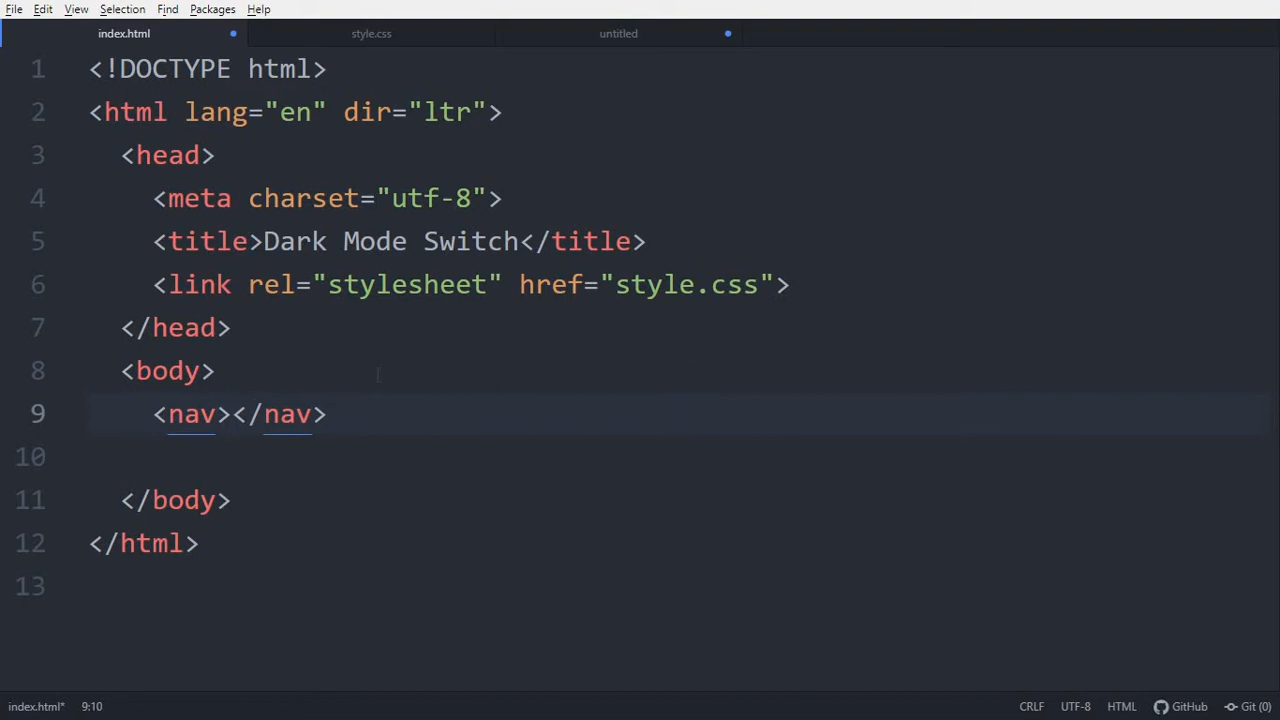 File Edit View Selection Find Packages Help
index.html style.css untitled
1 <!DOCTYPE html>
2 <html lang="en" dir="ltr">
3 <head>
4 <meta charset="utf-8">
5 <title>Dark Mode Switch</title>
6 <link rel="stylesheet" href="style.css">
7 </head>
8 <body>
9 <nav></nav>
10
11 </body>
12 </html>
13
index.html* 9:10 CRLF UTF-8 HTML GitHub Git (0)